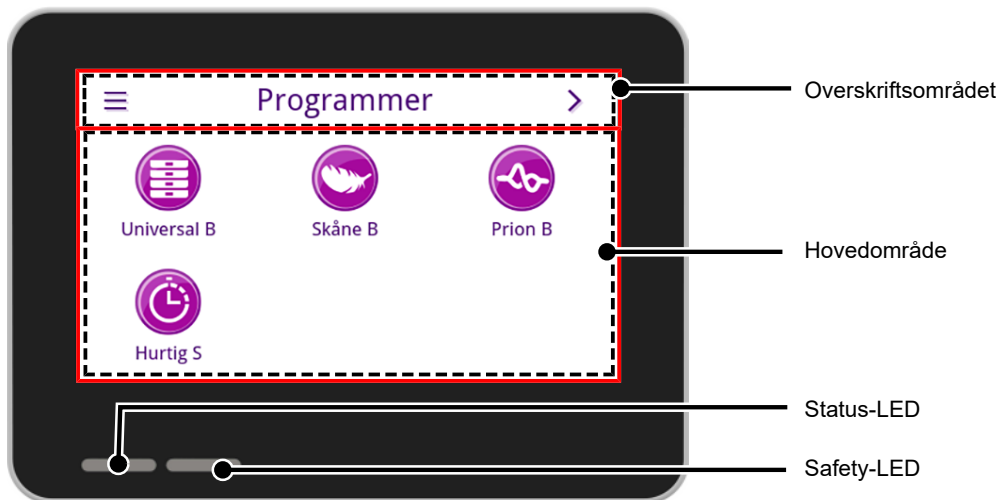 Programmer
Overskriftsområdet
Universal B
Skåne B
Prion B
Hovedområde
Hurtig S
Status-LED
Safety-LED